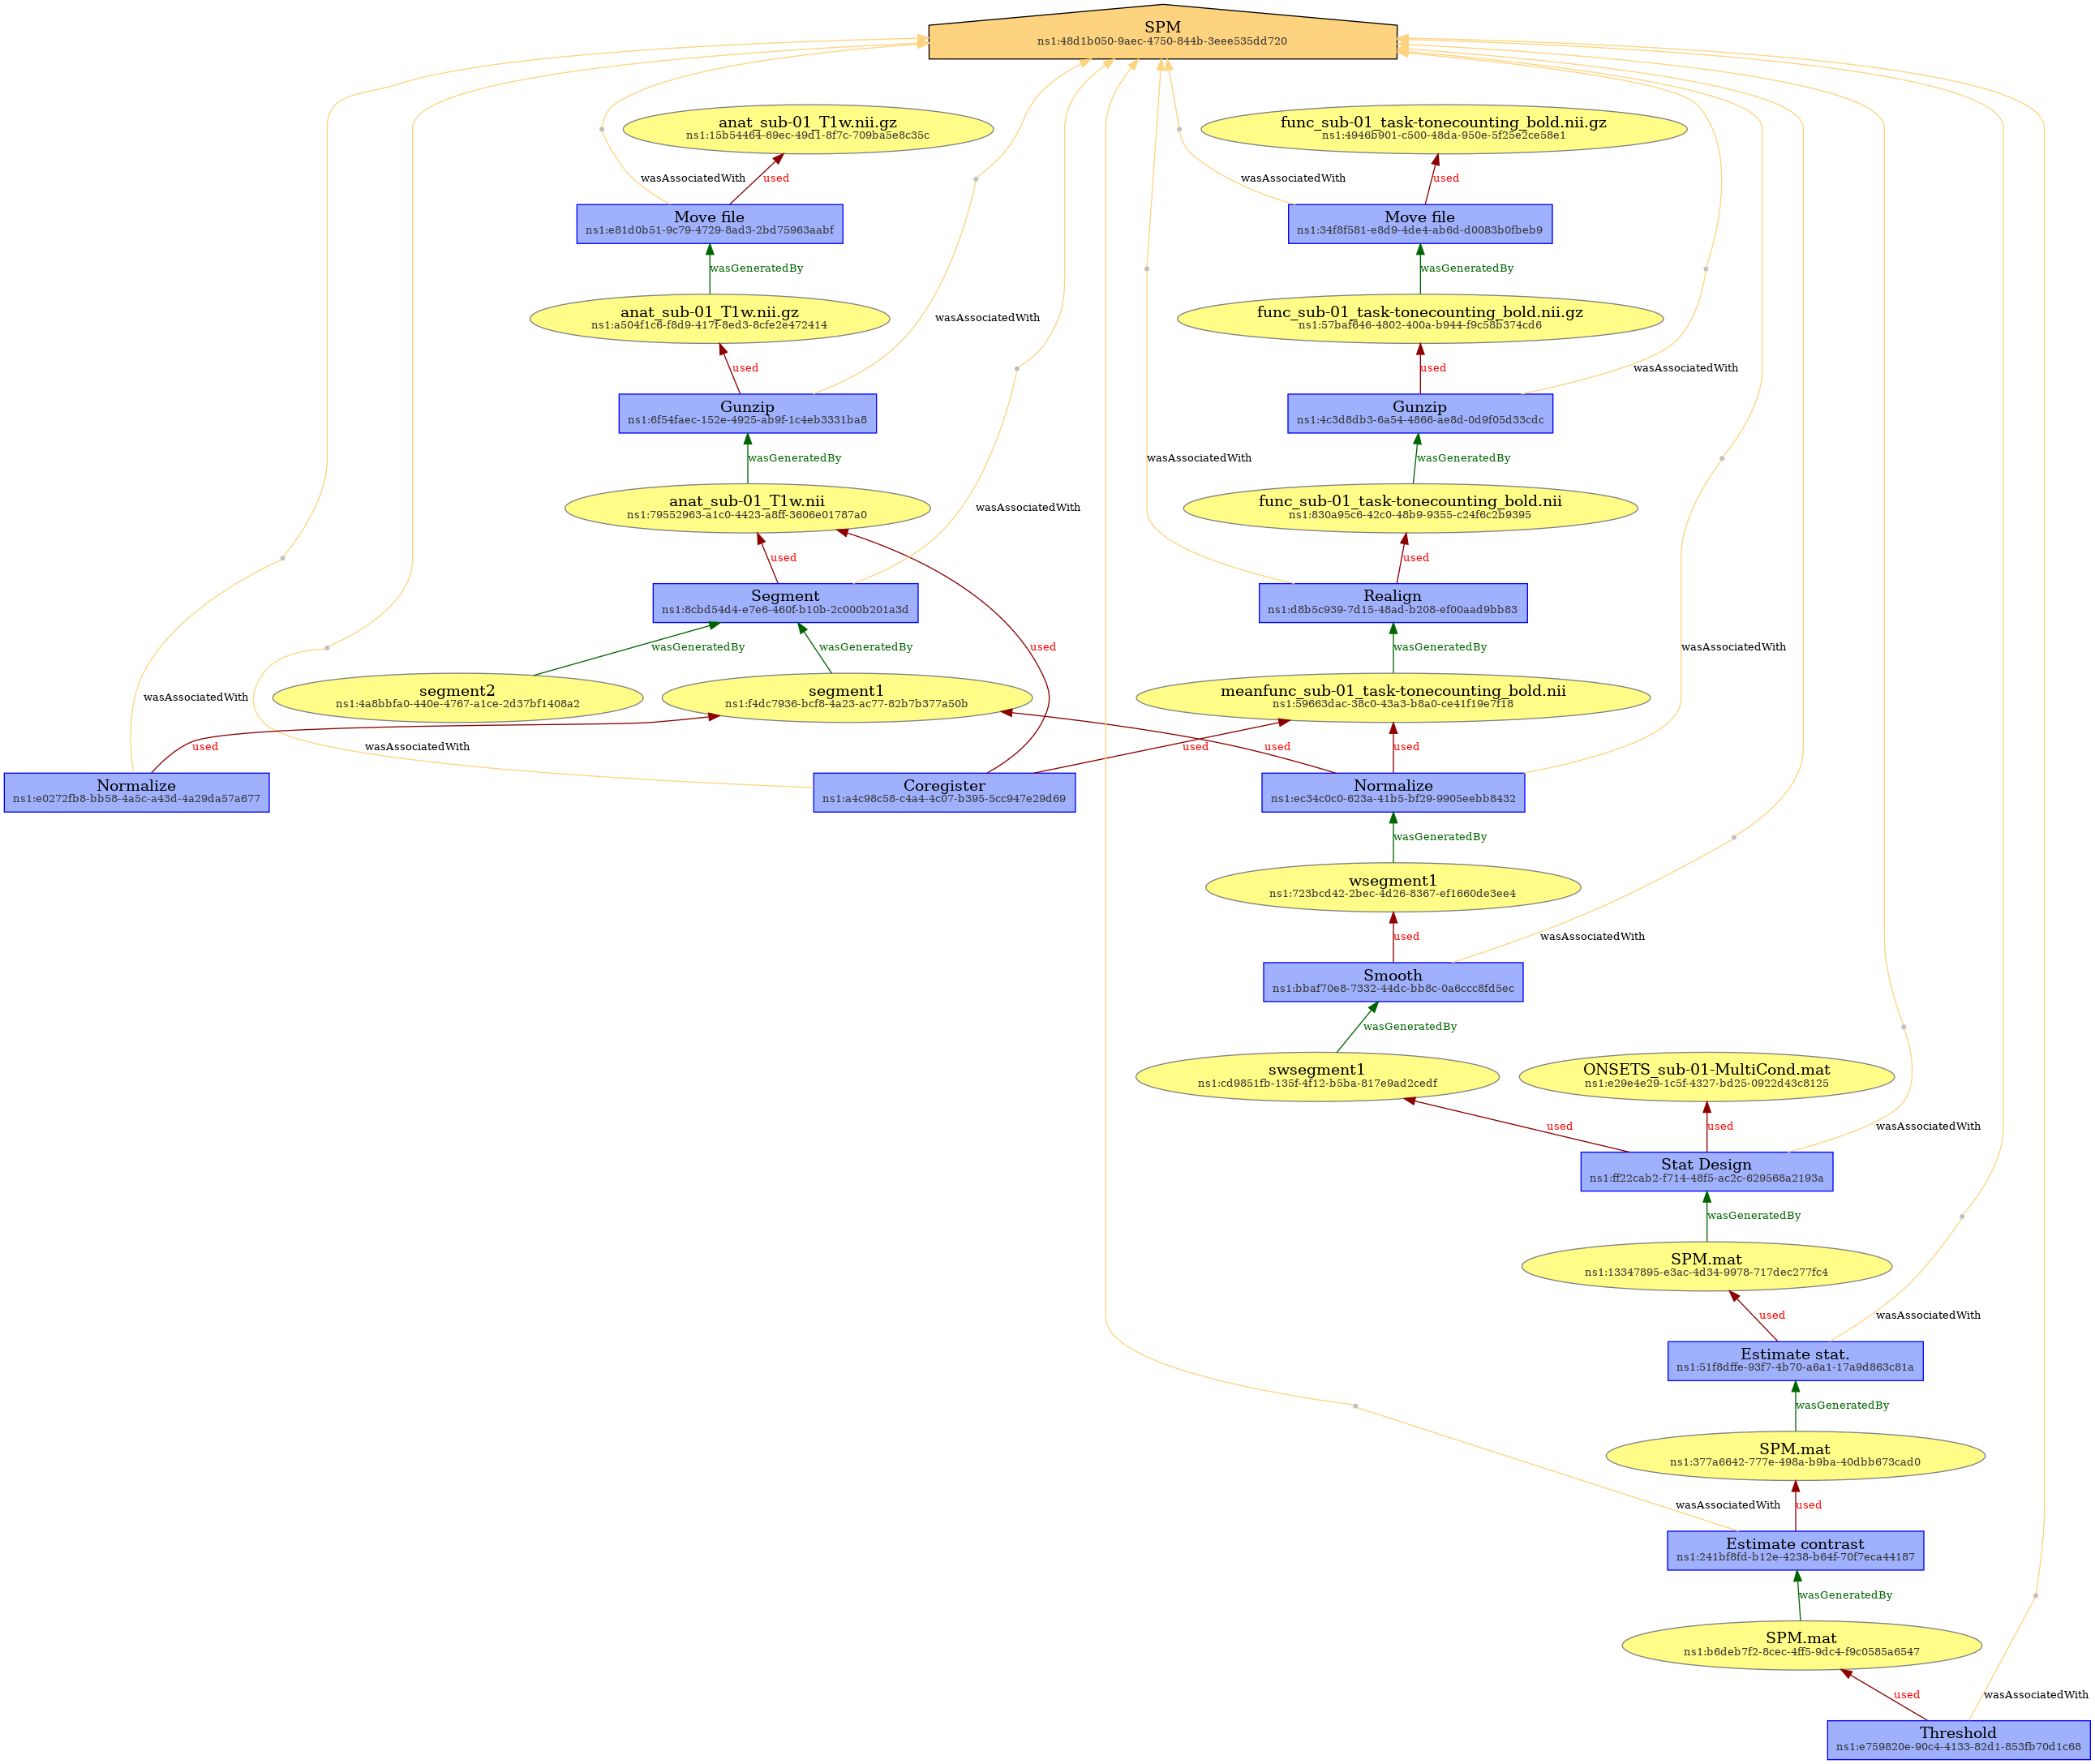 SPM
ns1:48d1b050-9aec-4750-844b-3eee535dd720
anat_sub-01_T1w.nii.gz
ns1:15b54464-69ec-49d1-8f7c-709ba5e8c35c
func_sub-01_task-tonecounting_bold.nii.gz
ns1:4946b901-c500-48da-950e-5f25e2ce58e1
wasAssociatedWith
used
wasAssociatedWith
used
Move file
ns1:e81d0b51-9c79-4729-8ad3-2bd75963aabf
Move file
ns1:34f8f581-e8d9-4de4-ab6d-d0083b0fbeb9
wasGeneratedBy
wasGeneratedBy
anat_sub-01_T1w.nii.gz
ns1:a504f1c6-f8d9-417f-8ed3-8cfe2e472414
wasAssociatedWith
func_sub-01_task-tonecounting_bold.nii.gz
ns1:57baf646-4802-400a-b944-f9c58b374cd6
used
used
wasAssociatedWith
Gunzip
ns1:6f54faec-152e-4925-ab9f-1c4eb3331ba8
Gunzip
ns1:4c3d8db3-6a54-4866-ae8d-0d9f05d33cdc
wasGeneratedBy
wasAssociatedWith
wasGeneratedBy
anat_sub-01_T1w.nii
ns1:79552963-a1c0-4423-a8ff-3606e01787a0
wasAssociatedWith
func_sub-01_task-tonecounting_bold.nii
ns1:830a95c6-42c0-48b9-9355-c24f6c2b9395
used
used
Segment
ns1:8cbd54d4-e7e6-460f-b10b-2c000b201a3d
Realign
ns1:d8b5c939-7d15-48ad-b208-ef00aad9bb83
wasGeneratedBy
wasGeneratedBy
used
wasGeneratedBy
wasAssociatedWith
wasAssociatedWith
segment2
ns1:4a8bbfa0-440e-4767-a1ce-2d37bf1408a2
segment1
ns1:f4dc7936-bcf8-4a23-ac77-82b7b377a50b
meanfunc_sub-01_task-tonecounting_bold.nii
ns1:59663dac-38c0-43a3-b8a0-ce41f19e7f18
used
wasAssociatedWith
used
used
used
Normalize
ns1:e0272fb8-bb58-4a5c-a43d-4a29da57a677
Coregister
ns1:a4c98c58-c4a4-4c07-b395-5cc947e29d69
Normalize
ns1:ec34c0c0-623a-41b5-bf29-9905eebb8432
wasGeneratedBy
wsegment1
ns1:723bcd42-2bec-4d26-8367-ef1660de3ee4
used
wasAssociatedWith
Smooth
ns1:bbaf70e8-7332-44dc-bb8c-0a6ccc8fd5ec
wasGeneratedBy
swsegment1
ns1:cd9851fb-135f-4f12-b5ba-817e9ad2cedf
ONSETS_sub-01-MultiCond.mat
ns1:e29e4e29-1c5f-4327-bd25-0922d43c8125
used
used
wasAssociatedWith
Stat Design
ns1:ff22cab2-f714-48f5-ac2c-629568a2193a
wasGeneratedBy
SPM.mat
ns1:13347895-e3ac-4d34-9978-717dec277fc4
used
wasAssociatedWith
Estimate stat.
ns1:51f8dffe-93f7-4b70-a6a1-17a9d863c81a
wasGeneratedBy
SPM.mat
ns1:377a6642-777e-498a-b9ba-40dbb673cad0
wasAssociatedWith
used
Estimate contrast
ns1:241bf8fd-b12e-4238-b64f-70f7eca44187
wasGeneratedBy
SPM.mat
ns1:b6deb7f2-8cec-4ff5-9dc4-f9c0585a6547
used
wasAssociatedWith
Threshold
ns1:e759820e-90c4-4133-82d1-853fb70d1c68